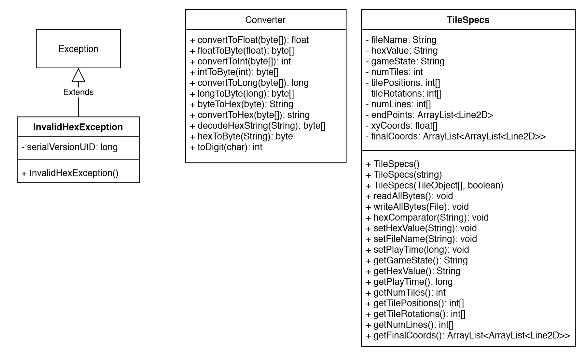 Exception
Extends
InvalidHexException
- serialVersionUID: long
+ InvalidHexException()
Converter
+ convertToFloat(byte[]): float
+ floatToByte(float): byte[]
+ convertToInt(byte[]): int
+ intToByte(int): byte[]
+ convertToLong(byte[]): long
+ longToByte(long): byte[]
+ byteToHex(byte): String
+ convertToHex(byte[]): string
+ decodeHexString(String): byte[]
+ hexToByte(String): byte
+ toDigit(char): int
TileSpecs
- fileName: String
- hexValue: String
- gameState: String
- numTiles: int
- tilePositions: int[]
- tileRotations: int[]
- numLines: int[]
- endPoints: ArrayList<Line2D>
- xyCoords: float[]
- finalCoords: ArrayList<ArrayList<Line2D>>
+ TileSpecs()
+ TileSpecs(string)
+ TileSpecs(TileObject[], boolean)
+ readAllBytes(): void
+ writeAllBytes(File): void
+ hexComparator(String): void
+ setHexValue(String): void
+ setFileName(String): void
+ setPlayTime(long): void
+ getGameState(): String
+ getHexValue(): String
+ getPlayTime(): long
+ getNumTiles(): int
+ getTilePositions(): int[]
+ getTileRotations(): int[]
+ getNumLines(): int[]
+ getFinalCoords(): ArrayList<ArrayList<Line2D>>